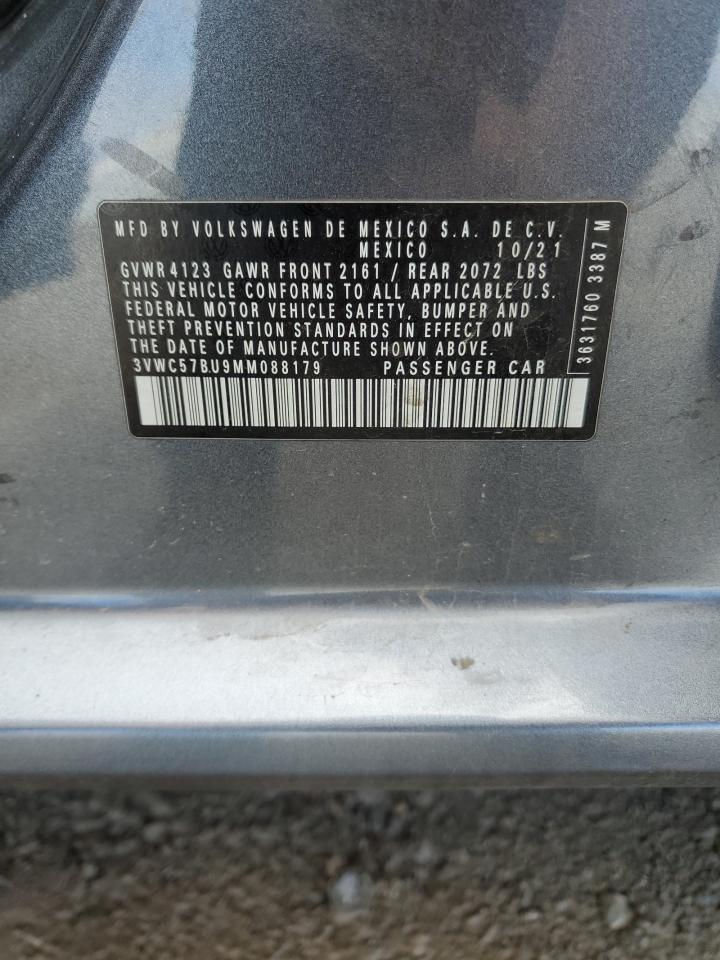 MFD BY VOLKSWAGEN DE MEXICO S.A. DE C.V.
MEXICO 10/21
GVWR 4123 GAWR FRONT 2161 / REAR 2072 LBS
THIS VEHICLE CONFORMS TO ALL APPLICABLE U.S.
FEDERAL MOTOR VEHICLE SAFETY, BUMPER AND
THEFT PREVENTION STANDARDS IN EFFECT ON
THE DATE OF MANUFACTURE SHOWN ABOVE.
3VWC57BU9MM088179 PASSENGER CAR
3631760 3387 M